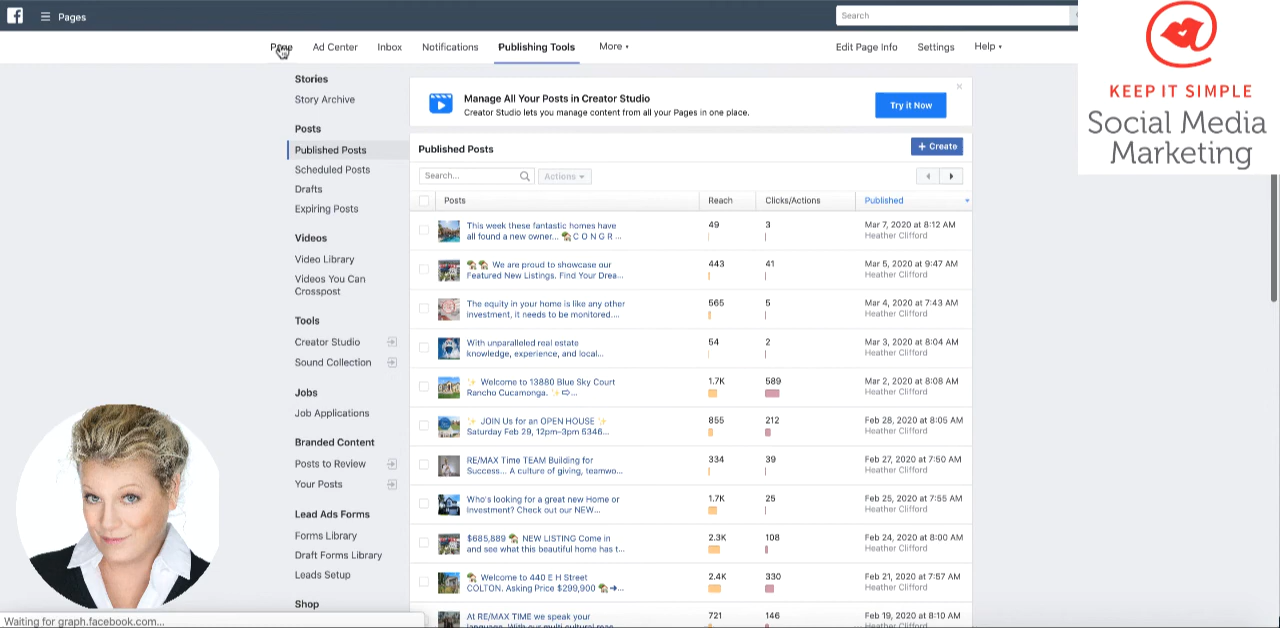 Pages
Search
Page
Ad Center
Inbox
Notifications
Publishing Tools
More
Edit Page Info
Settings
Help
KEEP IT SIMPLE
Social Media
Marketing
Stories
Story Archive
Posts
Published Posts
Scheduled Posts
Drafts
Expiring Posts
Videos
Video Library
Videos You Can
Crosspost
Tools
Creator Studio
Sound Collection
Jobs
Job Applications
Branded Content
Posts to Review
Your Posts
Lead Ads Forms
Forms Library
Draft Forms Library
Leads Setup
Shop
Manage All Your Posts in Creator Studio
Creator Studio lets you manage content from all your Pages in one place.
Try it Now
Published Posts
+ Create
Search...
Actions
Posts Reach Clicks/Actions Published
This week these fantastic homes have 49 3 Mar 7, 2020 at 8:12 AM
all found a new owner... 🏡 C O N G R ... Heather Clifford
🏡 🏡 We are proud to showcase our 443 41 Mar 5, 2020 at 9:47 AM
Featured New Listings. Find Your Drea... Heather Clifford
The equity in your home is like any other 565 5 Mar 4, 2020 at 7:43 AM
investment, it needs to be monitored.... Heather Clifford
With unparalleled real estate 54 2 Mar 3, 2020 at 8:04 AM
knowledge, experience, and local... Heather Clifford
✨ Welcome to 13880 Blue Sky Court 1.7K 589 Mar 2, 2020 at 8:08 AM
Rancho Cucamonga. ✨ ⇨... Heather Clifford
✨ JOIN Us for an OPEN HOUSE ✨ 855 212 Feb 28, 2020 at 8:05 AM
Saturday Feb 29, 12pm–3pm 5346... Heather Clifford
RE/MAX Time TEAM Building for 334 39 Feb 27, 2020 at 7:50 AM
Success... A culture of giving, teamwo... Heather Clifford
Who's looking for a great new Home or 1.7K 25 Feb 25, 2020 at 7:55 AM
Investment? Check out our NEW... Heather Clifford
$685,889 🏡 NEW LISTING Come in 2.3K 108 Feb 24, 2020 at 8:00 AM
and see what this beautiful home has t... Heather Clifford
🏡 Welcome to 440 E H Street 2.4K 330 Feb 21, 2020 at 7:57 AM
COLTON. Asking Price $299,900 🏡 ➜... Heather Clifford
At RE/MAX TIME we speak your 721 146 Feb 19, 2020 at 8:10 AM
language. With our multi cultural
Waiting for graph.facebook.com...